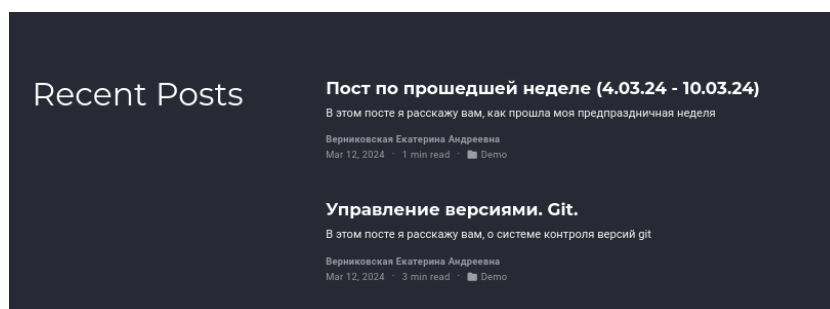 Recent Posts
Пост по прошедшей неделе (4.03.24 - 10.03.24)
В этом посте я расскажу вам, как прошла моя предпраздничная неделя
Верниковская Екатерина Андреевна
Mar 12, 2024 · 1 min read · Demo
Управление версиями. Git.
В этом посте я расскажу вам, о системе контроля версий git
Верниковская Екатерина Андреевна
Mar 12, 2024 · 3 min read · Demo